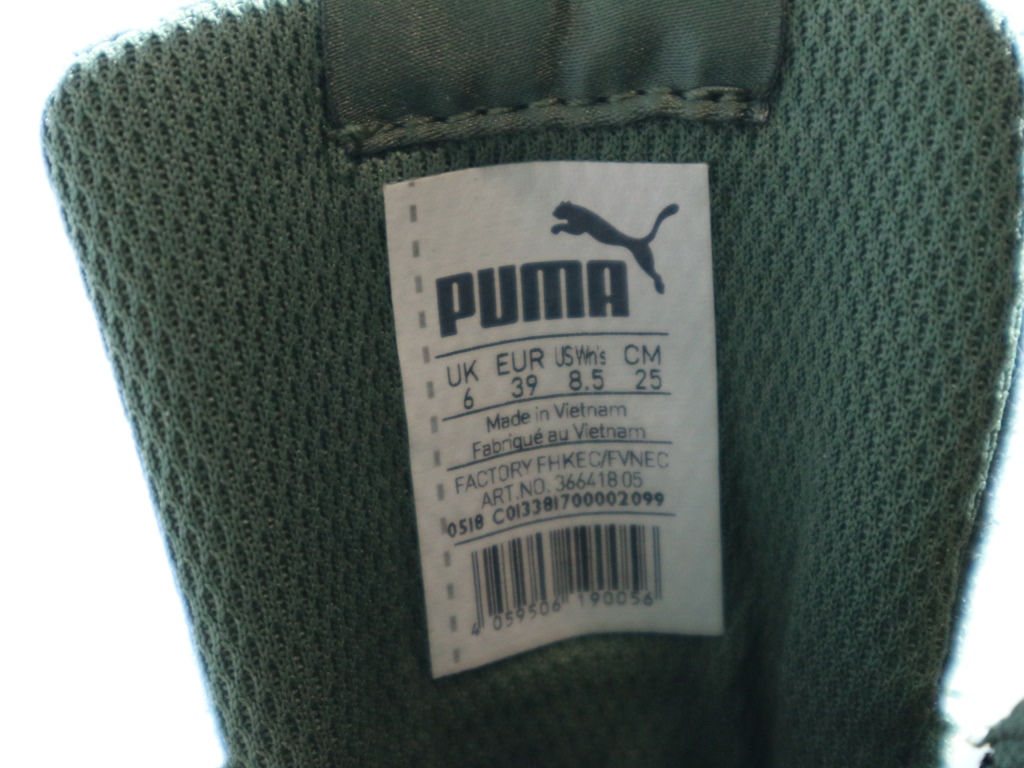 PUMA
UK EUR US Wn's CM
6 39 8.5 25
Made in Vietnam
Fabriqué au Vietnam
FACTORY FHKEC/FVNEC
ART.NO. 366418 05
0518 C013381700002099
4 059506 190056